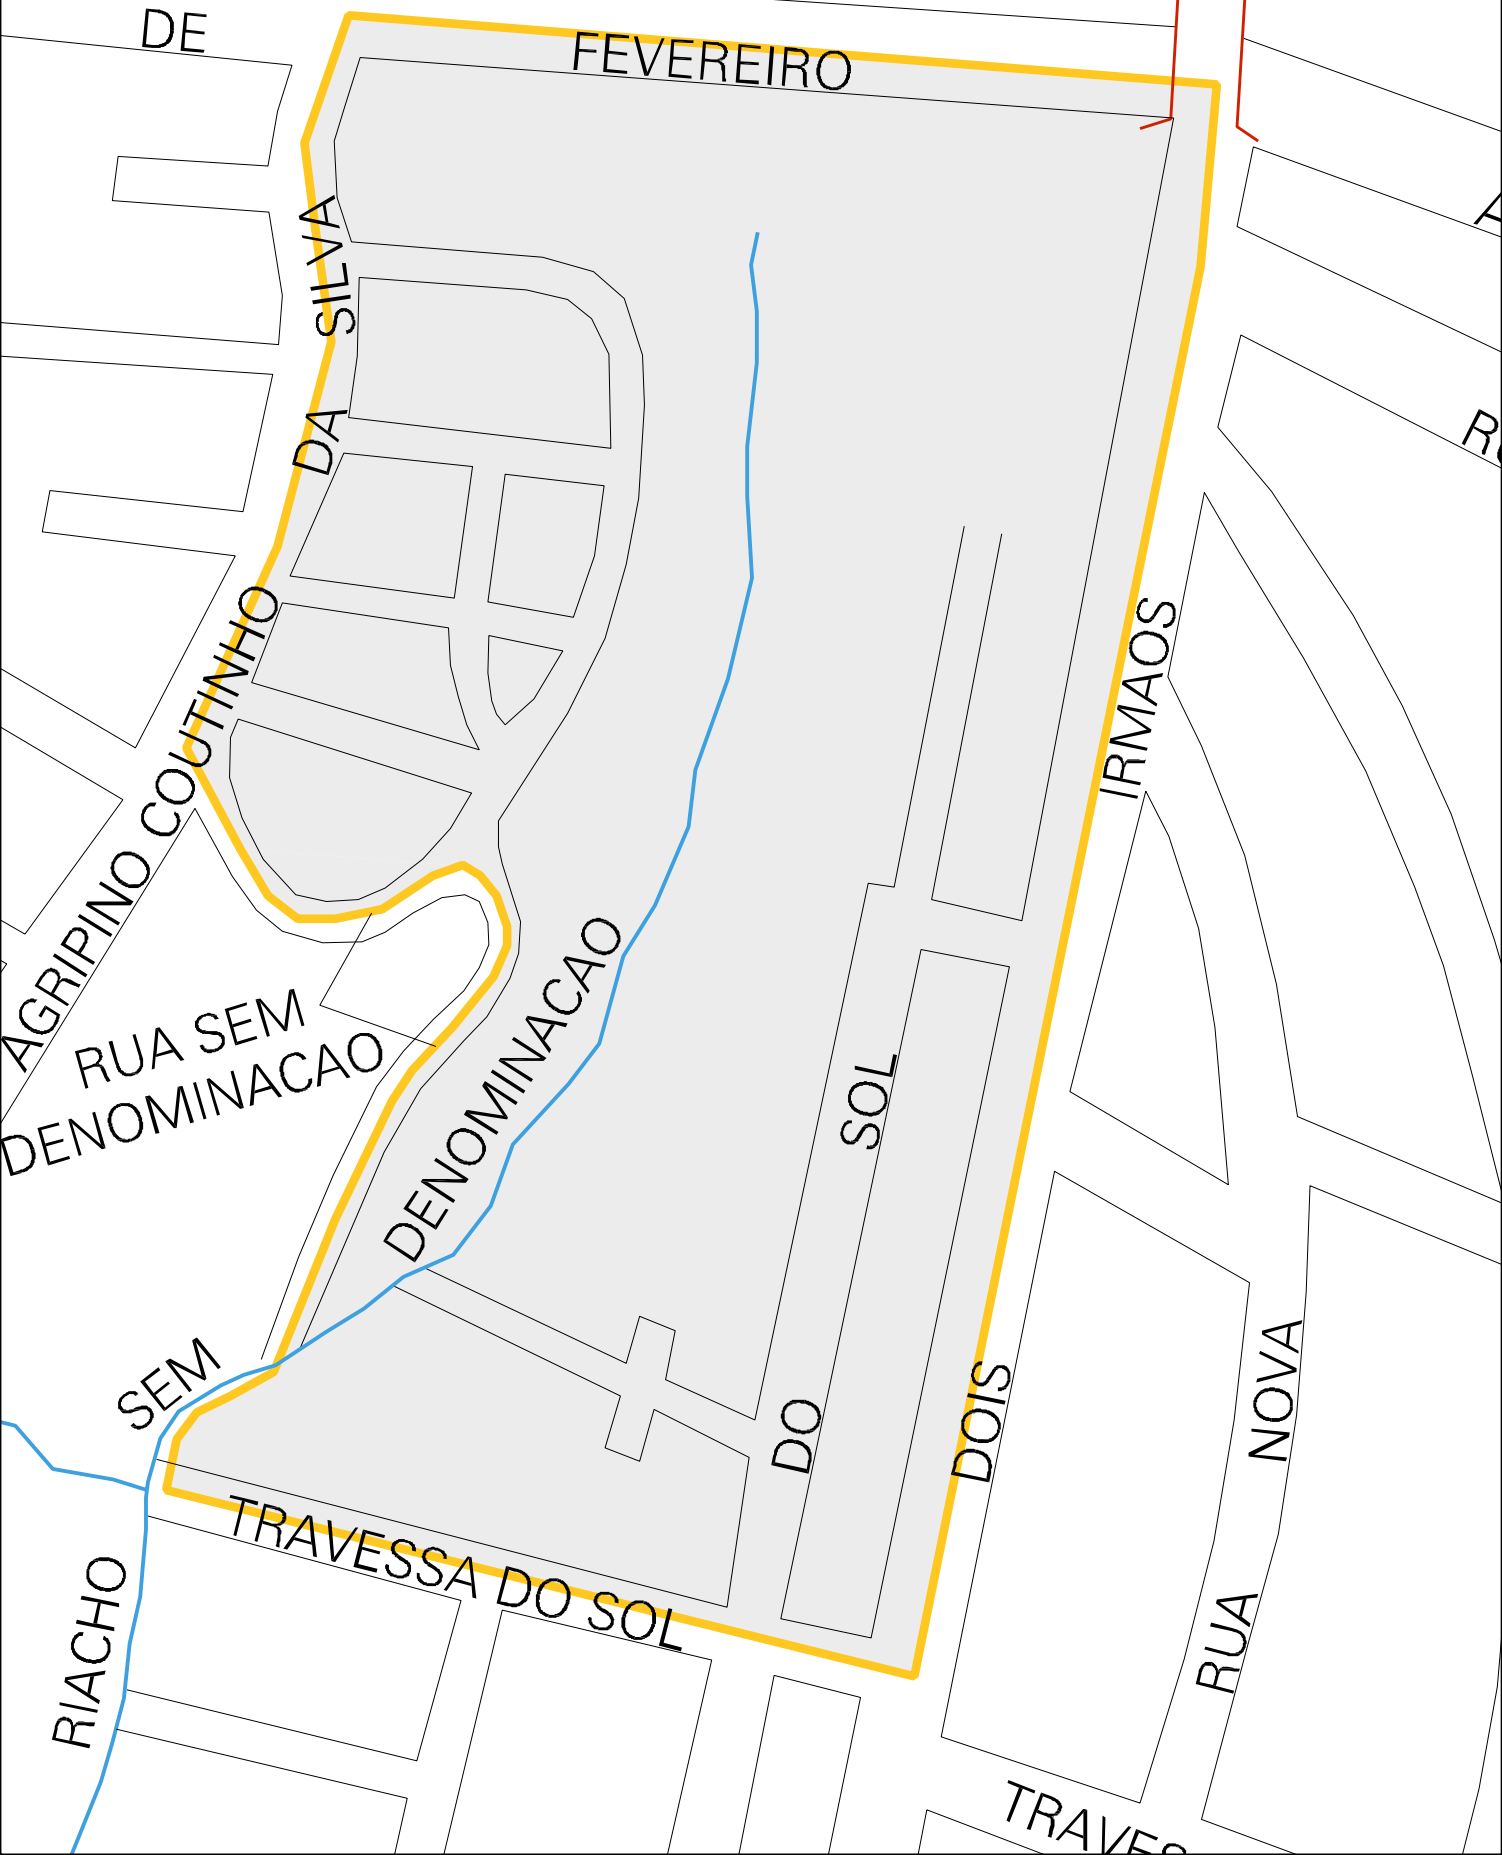 DE
FEVEREIRO
AGRIPINO COUTINHO DA SILVA
IRMAOS
RUA SEM
DENOMINACAO
SEM DENOMINACAO
SOL
DO
DOIS
NOVA
RUA
TRAVESSA DO SOL
RIACHO
TRAVES